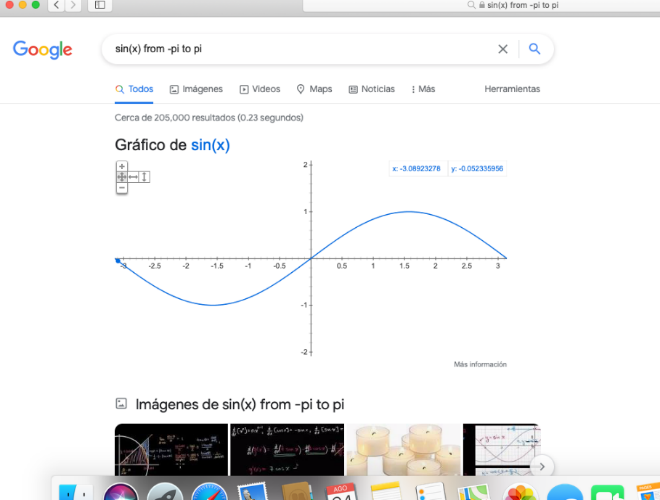 sin(x) from -pi to pi
Google
sin(x) from -pi to pi
Todos
Imágenes
Videos
Maps
Noticias
Más
Herramientas
Cerca de 205,000 resultados (0.23 segundos)
Gráfico de sin(x)
x: -3.08923278 y: -0.052335956
2
1
-3 -2.5 -2 -1.5 -1 -0.5 0.5 1 1.5 2 2.5 3
-1
-2
Más información
Imágenes de sin(x) from -pi to pi
AGO